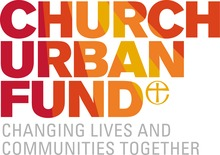 CHURCH
URBAN
FUND
CHANGING LIVES AND
COMMUNITIES TOGETHER